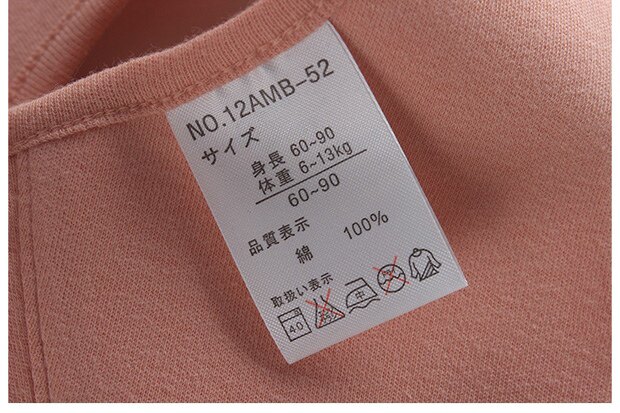 NO.12AMB-52
サイズ
身長 60~90
体重 6~13kg
60~90
品質表示
綿 100%
取扱い表示
40 中